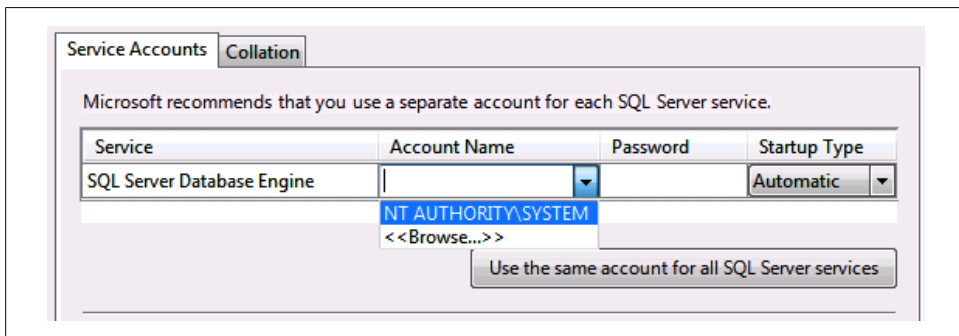 Service Accounts Collation
Microsoft recommends that you use a separate account for each SQL Server service.
Service Account Name Password Startup Type
SQL Server Database Engine Automatic
NT AUTHORITY\SYSTEM
<<Browse...>>
Use the same account for all SQL Server services